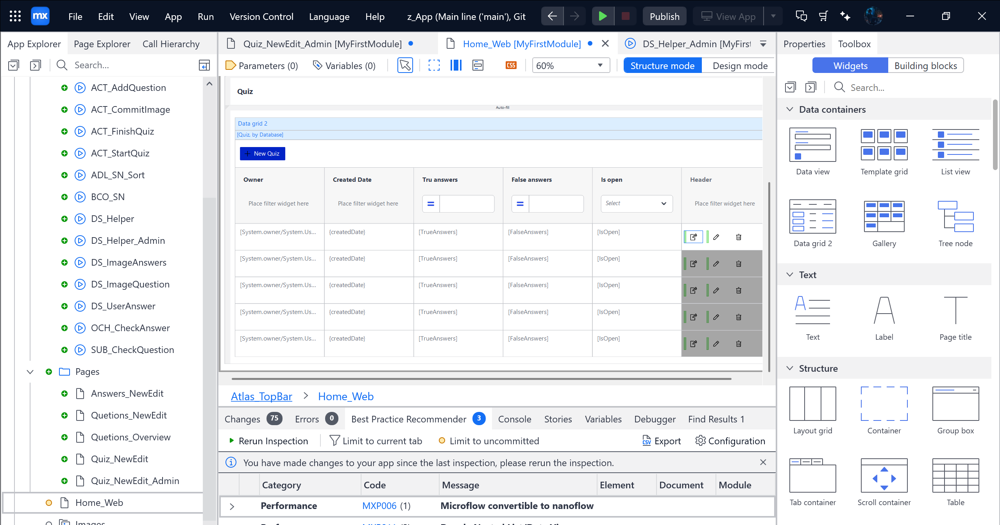 mx File Edit View App Run Version Control Language Help z_App (Main line ('main'), Git Publish View App
App Explorer Page Explorer Call Hierarchy
Search...
ACT_AddQuestion
ACT_CommitImage
ACT_FinishQuiz
ACT_StartQuiz
ADL_SN_Sort
BCO_SN
DS_Helper
DS_Helper_Admin
DS_ImageAnswers
DS_ImageQuestion
DS_UserAnswer
OCH_CheckAnswer
SUB_CheckQuestion
Pages
Answers_NewEdit
Quetions_NewEdit
Quetions_Overview
Quiz_NewEdit
Quiz_NewEdit_Admin
Home_Web
Images
Quiz_NewEdit_Admin [MyFirstModule] Home_Web [MyFirstModule] DS_Helper_Admin [MyFirst
Parameters (0) Variables (0) CSS 60% Structure mode Design mode
Quiz
Auto-fill
Data grid 2
[Quiz, by Database]
New Quiz
Owner Created Date Tru answers False answers Is open Header
Place filter widget here Place filter widget here Select Place filter widget here
[System.owner/System.Us... {createdDate} [TrueAnswers] [FalseAnswers] [IsOpen]
[System.owner/System.Us... {createdDate} [TrueAnswers] [FalseAnswers] [IsOpen]
[System.owner/System.Us... {createdDate} [TrueAnswers] [FalseAnswers] [IsOpen]
[System.owner/System.Us... {createdDate} [TrueAnswers] [FalseAnswers] [IsOpen]
[System.owner/System.Us... {createdDate} [TrueAnswers] [FalseAnswers] [IsOpen]
Atlas_TopBar > Home_Web
Changes 75 Errors 0 Best Practice Recommender 3 Console Stories Variables Debugger Find Results 1
Rerun Inspection Limit to current tab Limit to uncommitted CSV Export Configuration
You have made changes to your app since the last inspection, please rerun the inspection.
Category Code Message Element Document Module
Performance MXP006 (1) Microflow convertible to nanoflow
Properties Toolbox
Widgets Building blocks
Search...
Data containers
Data view Template grid List view
Data grid 2 Gallery Tree node
Text
Text Label Page title
Structure
Layout grid Container Group box
Tab container Scroll container Table